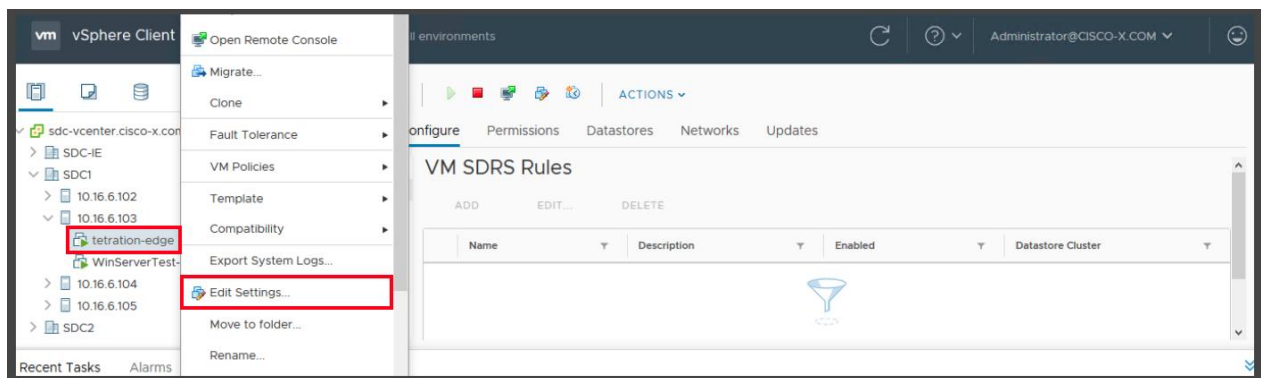 vm vSphere Client
ll environments
Administrator@CISCO-X.COM
Open Remote Console
Migrate...
Clone
Fault Tolerance
VM Policies
Template
Compatibility
Export System Logs...
Edit Settings...
Move to folder...
Rename...
sdc-vcenter.cisco-x.com
SDC-IE
SDC1
10.16.6.102
10.16.6.103
tetration-edge
WinServerTest-
10.16.6.104
10.16.6.105
SDC2
ACTIONS
onfigure Permissions Datastores Networks Updates
VM SDRS Rules
ADD EDIT... DELETE
Name Description Enabled Datastore Cluster
Recent Tasks Alarms